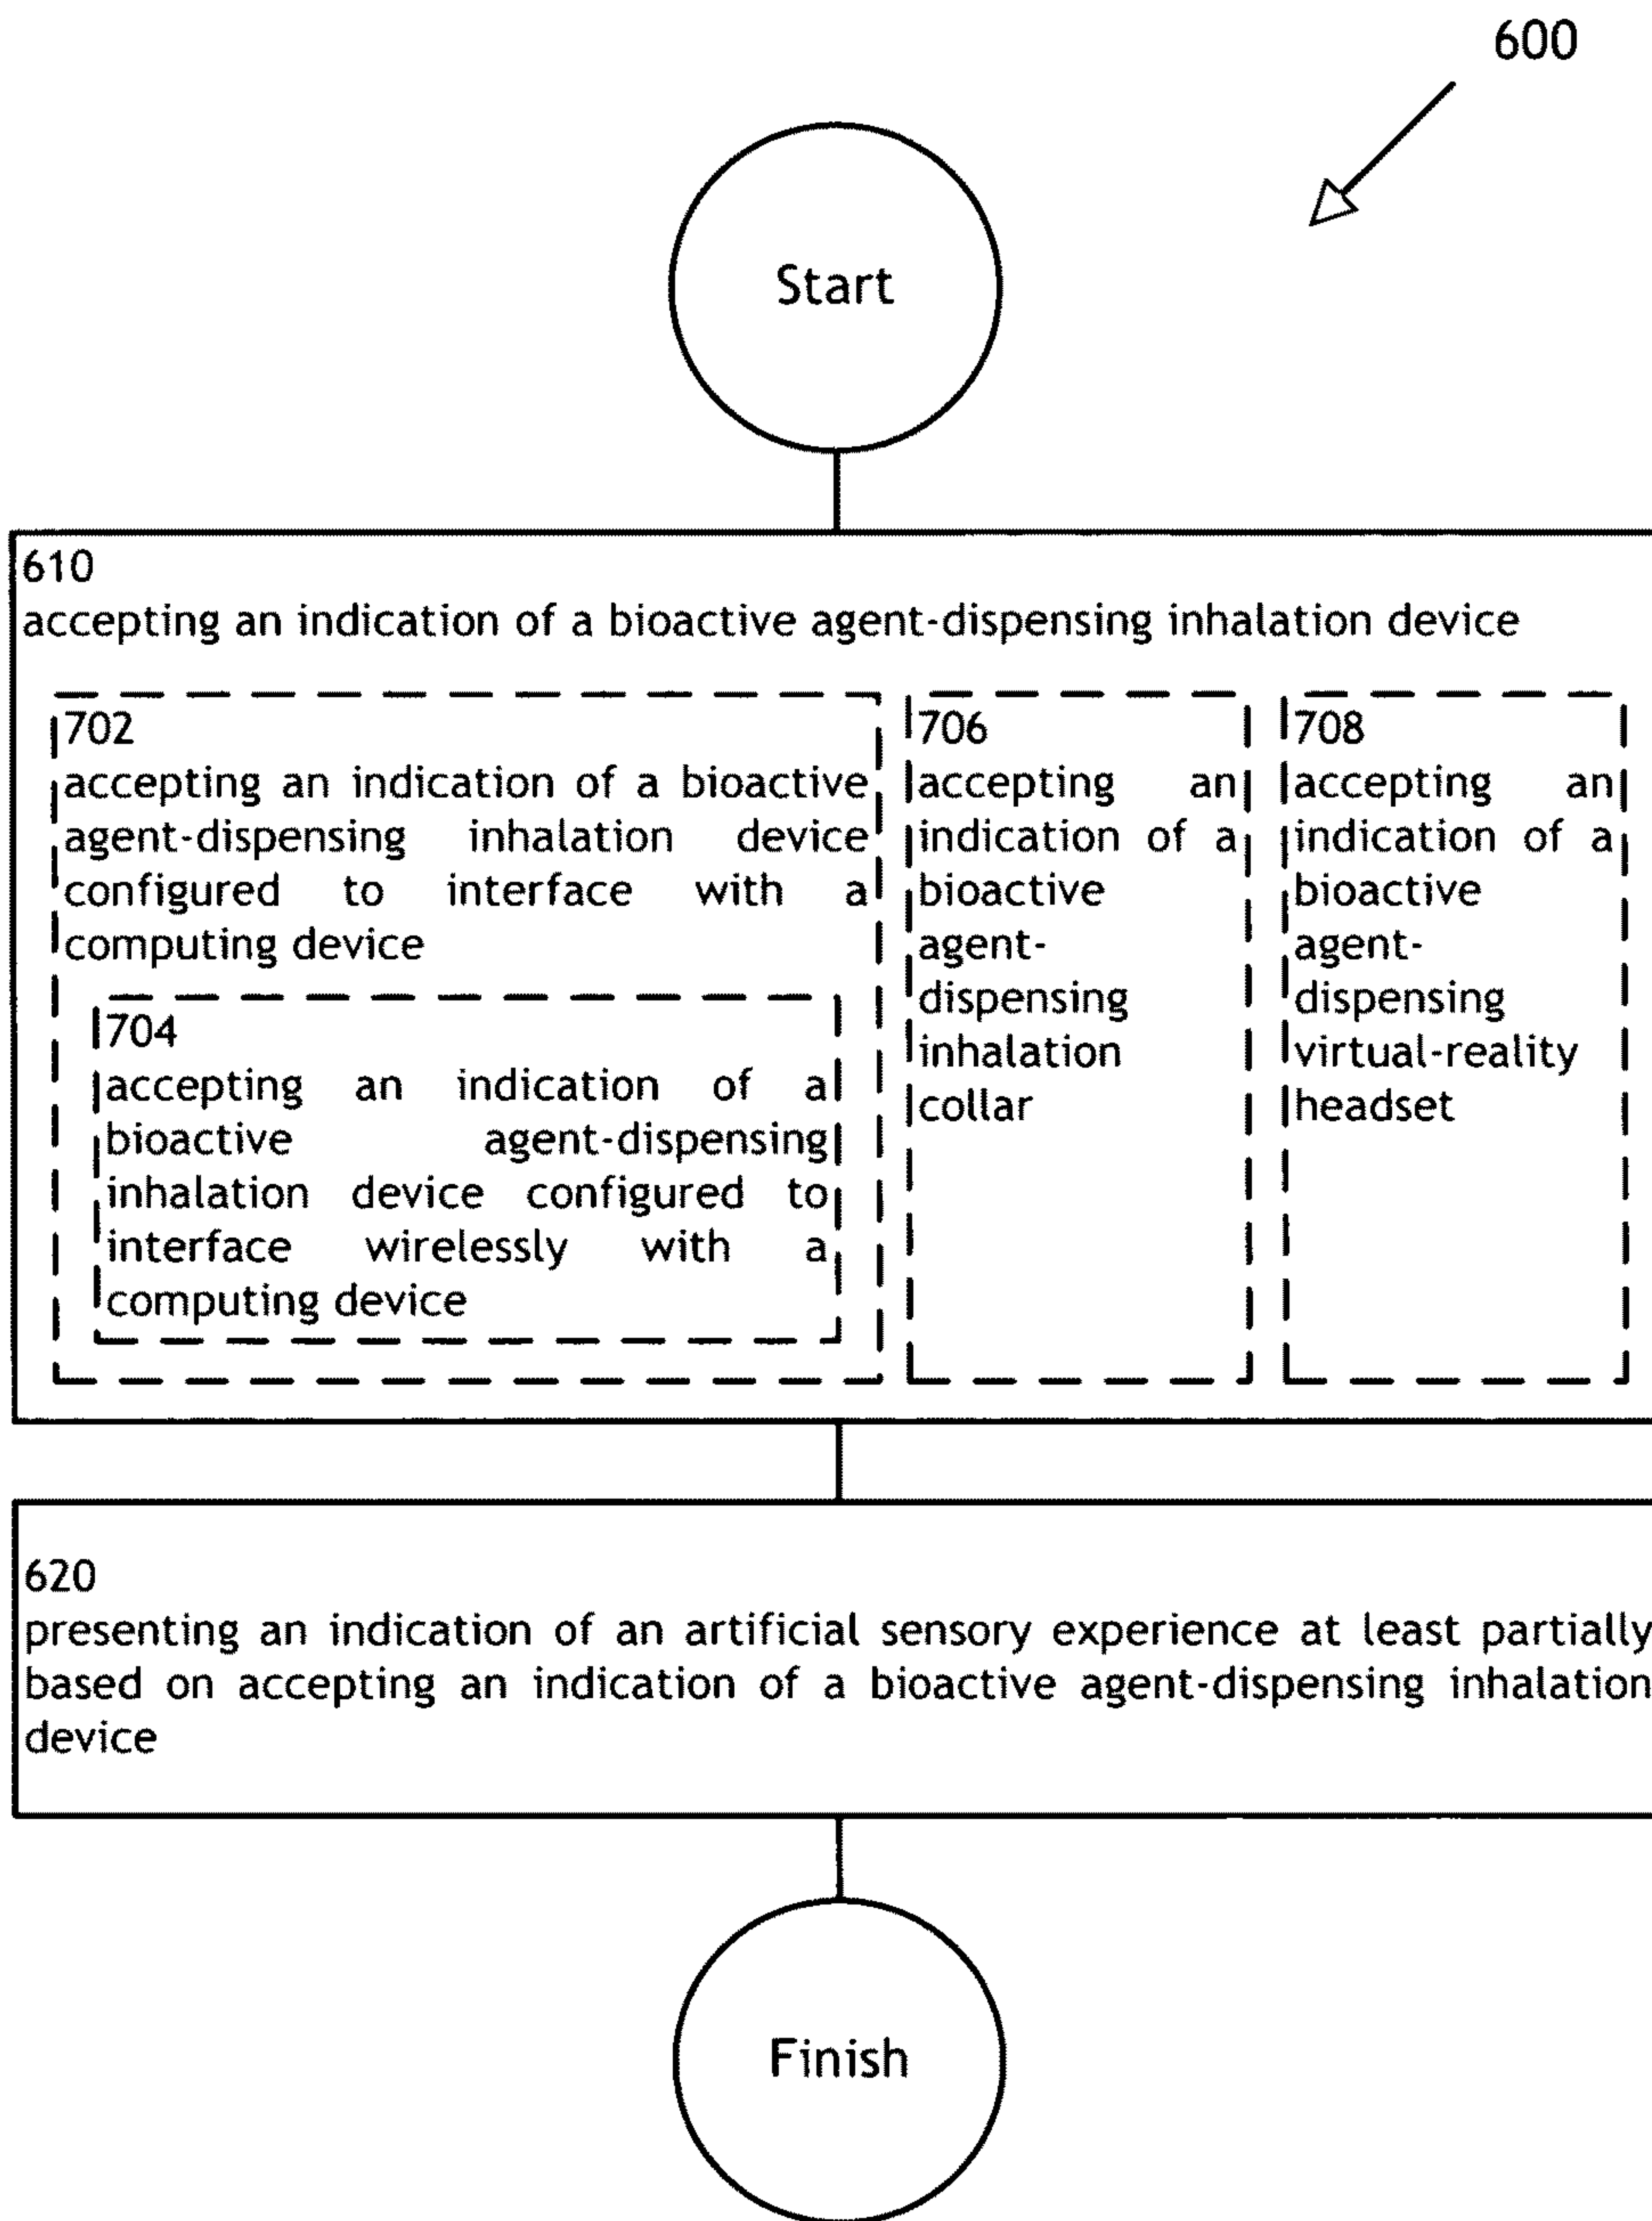 600
Start
610
accepting an indication of a bioactive agent-dispensing inhalation device
702
accepting an indication of a bioactive
agent-dispensing inhalation device
configured to interface with a
computing device
704
accepting an indication of a
bioactive agent-dispensing
inhalation device configured to
interface wirelessly with a
computing device
706
accepting an
indication of a
bioactive
agent-
dispensing
inhalation
collar
708
accepting an
indication of a
bioactive
agent-
dispensing
virtual-reality
headset
620
presenting an indication of an artificial sensory experience at least partially
based on accepting an indication of a bioactive agent-dispensing inhalation
device
Finish